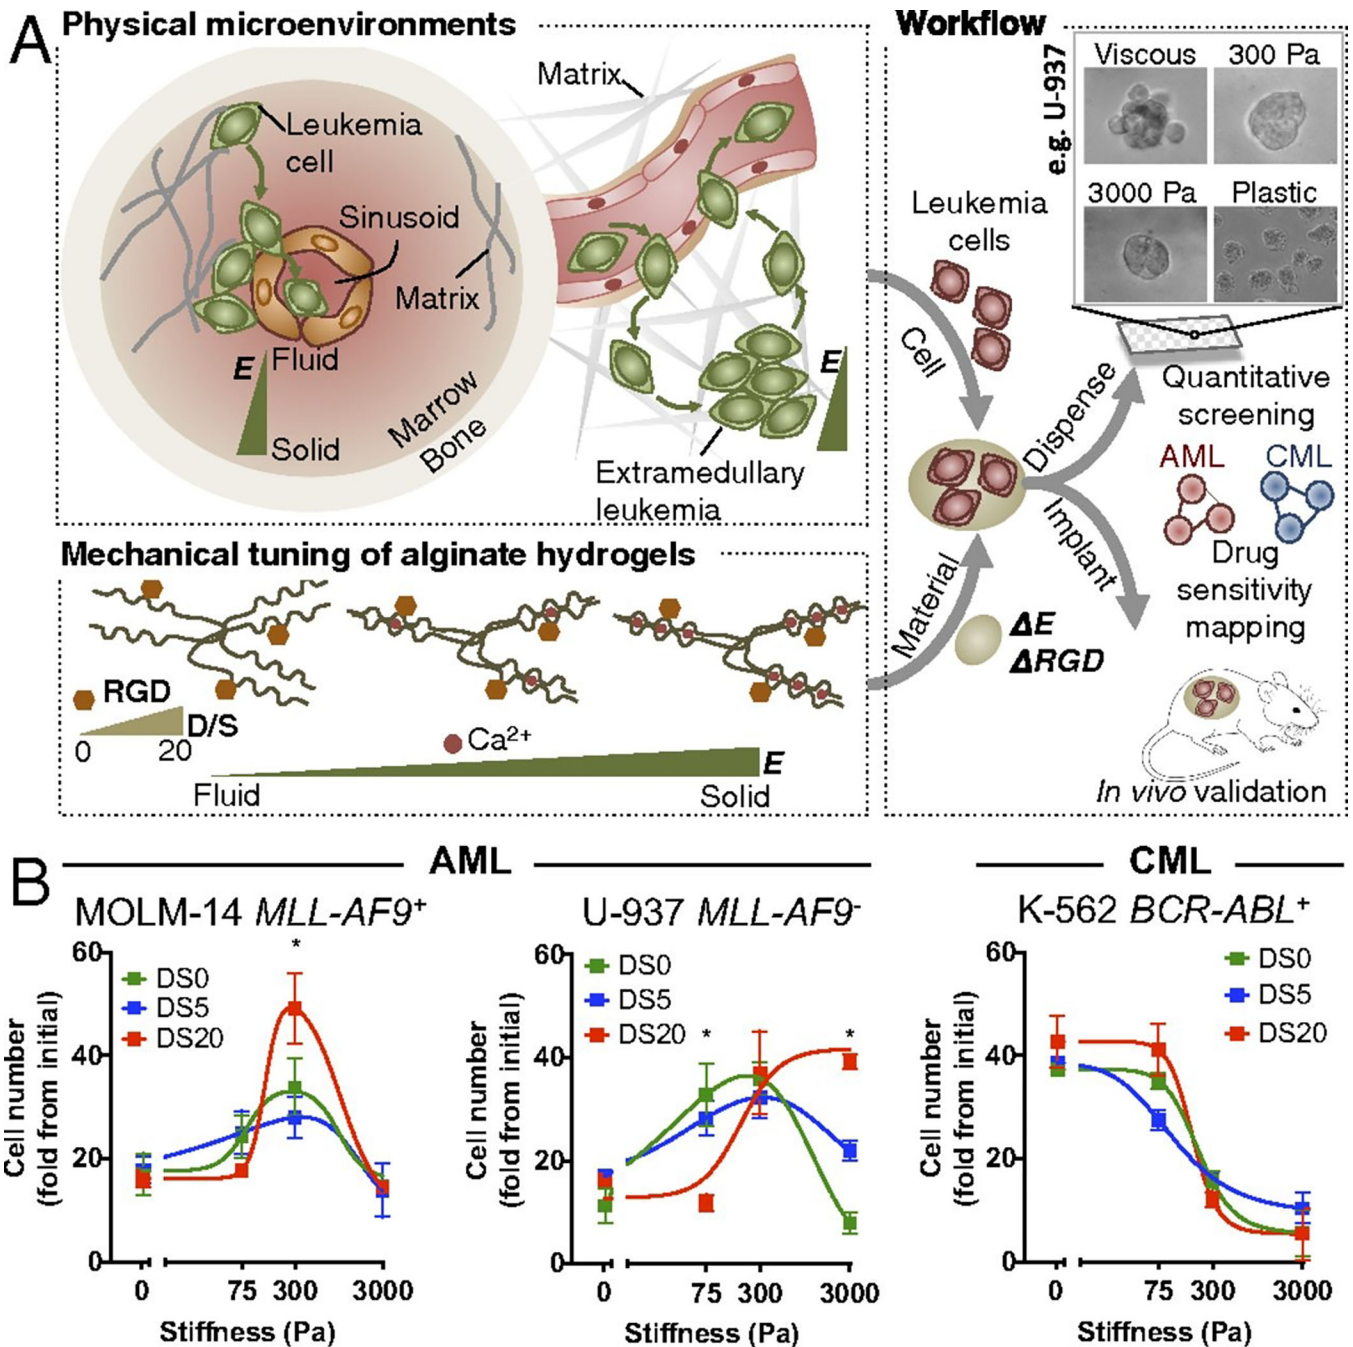 A
Physical microenvironments
Leukemia
cell
Sinusoid
Matrix
Fluid
E
Solid
Marrow
Bone
Matrix
E
Extramedullary
leukemia
Mechanical tuning of alginate hydrogels
RGD
D/S
0
20
Ca2+
E
Fluid
Solid
Workflow
e.g. U-937
Viscous
300 Pa
3000 Pa
Plastic
Leukemia
cells
Cell
Dispense
Quantitative
screening
AML
CML
Implant
Drug
sensitivity
mapping
Material
ΔE
ΔRGD
In vivo validation
B
AML
CML
MOLM-14 MLL-AF9+
*
60
40
20
0
DS0
DS5
DS20
Cell number
(fold from initial)
0
75
300
3000
Stiffness (Pa)
U-937 MLL-AF9-
60
40
20
0
DS0
DS5
DS20
*
*
Cell number
(fold from initial)
0
75
300
3000
Stiffness (Pa)
K-562 BCR-ABL+
60
40
20
0
DS0
DS5
DS20
Cell number
(fold from initial)
0
75
300
3000
Stiffness (Pa)